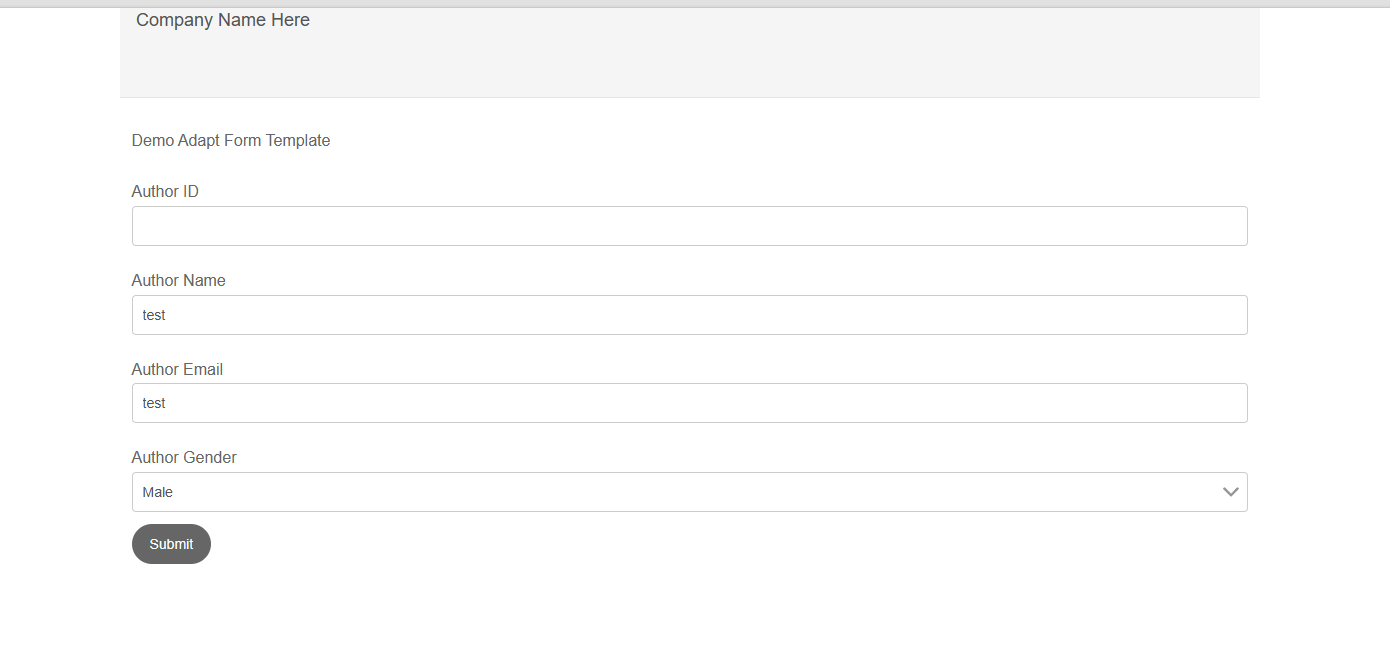 Company Name Here
Demo Adapt Form Template
Author ID
Author Name
test
Author Email
test
Author Gender
Male
Submit